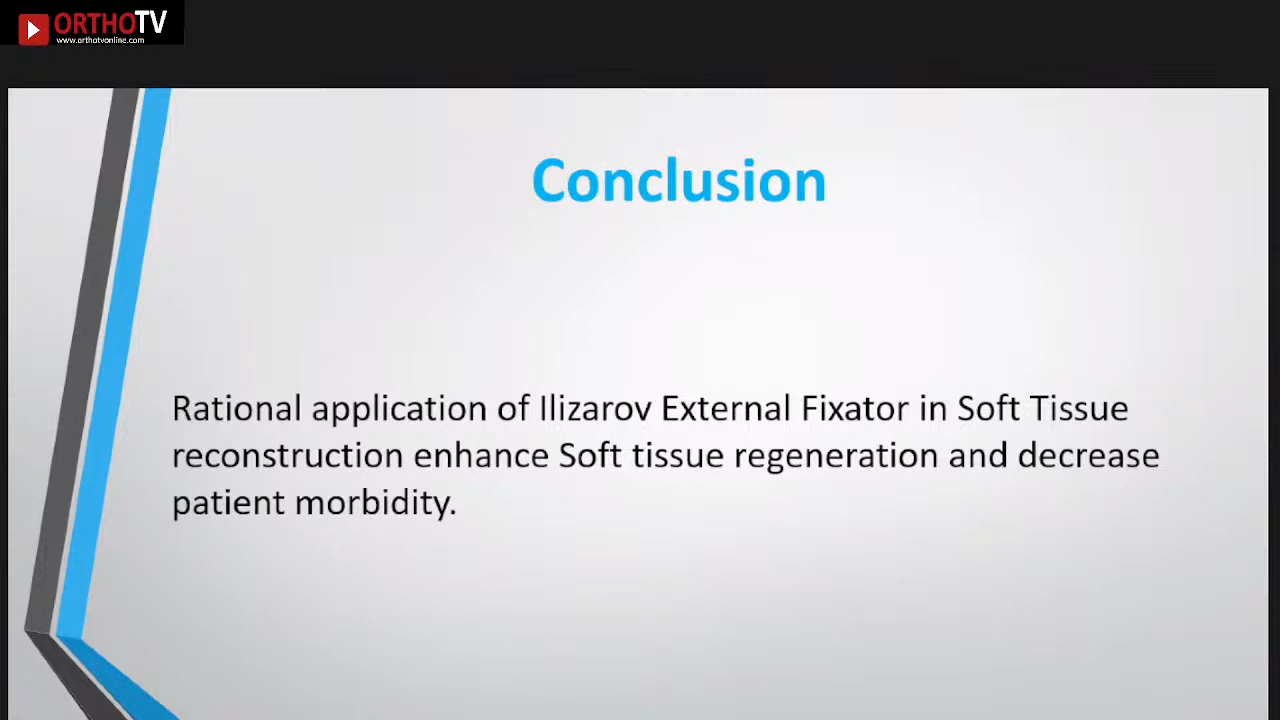 ORTHOTV
www.orthotvonline.com
Conclusion
Rational application of Ilizarov External Fixator in Soft Tissue
reconstruction enhance Soft tissue regeneration and decrease
patient morbidity.